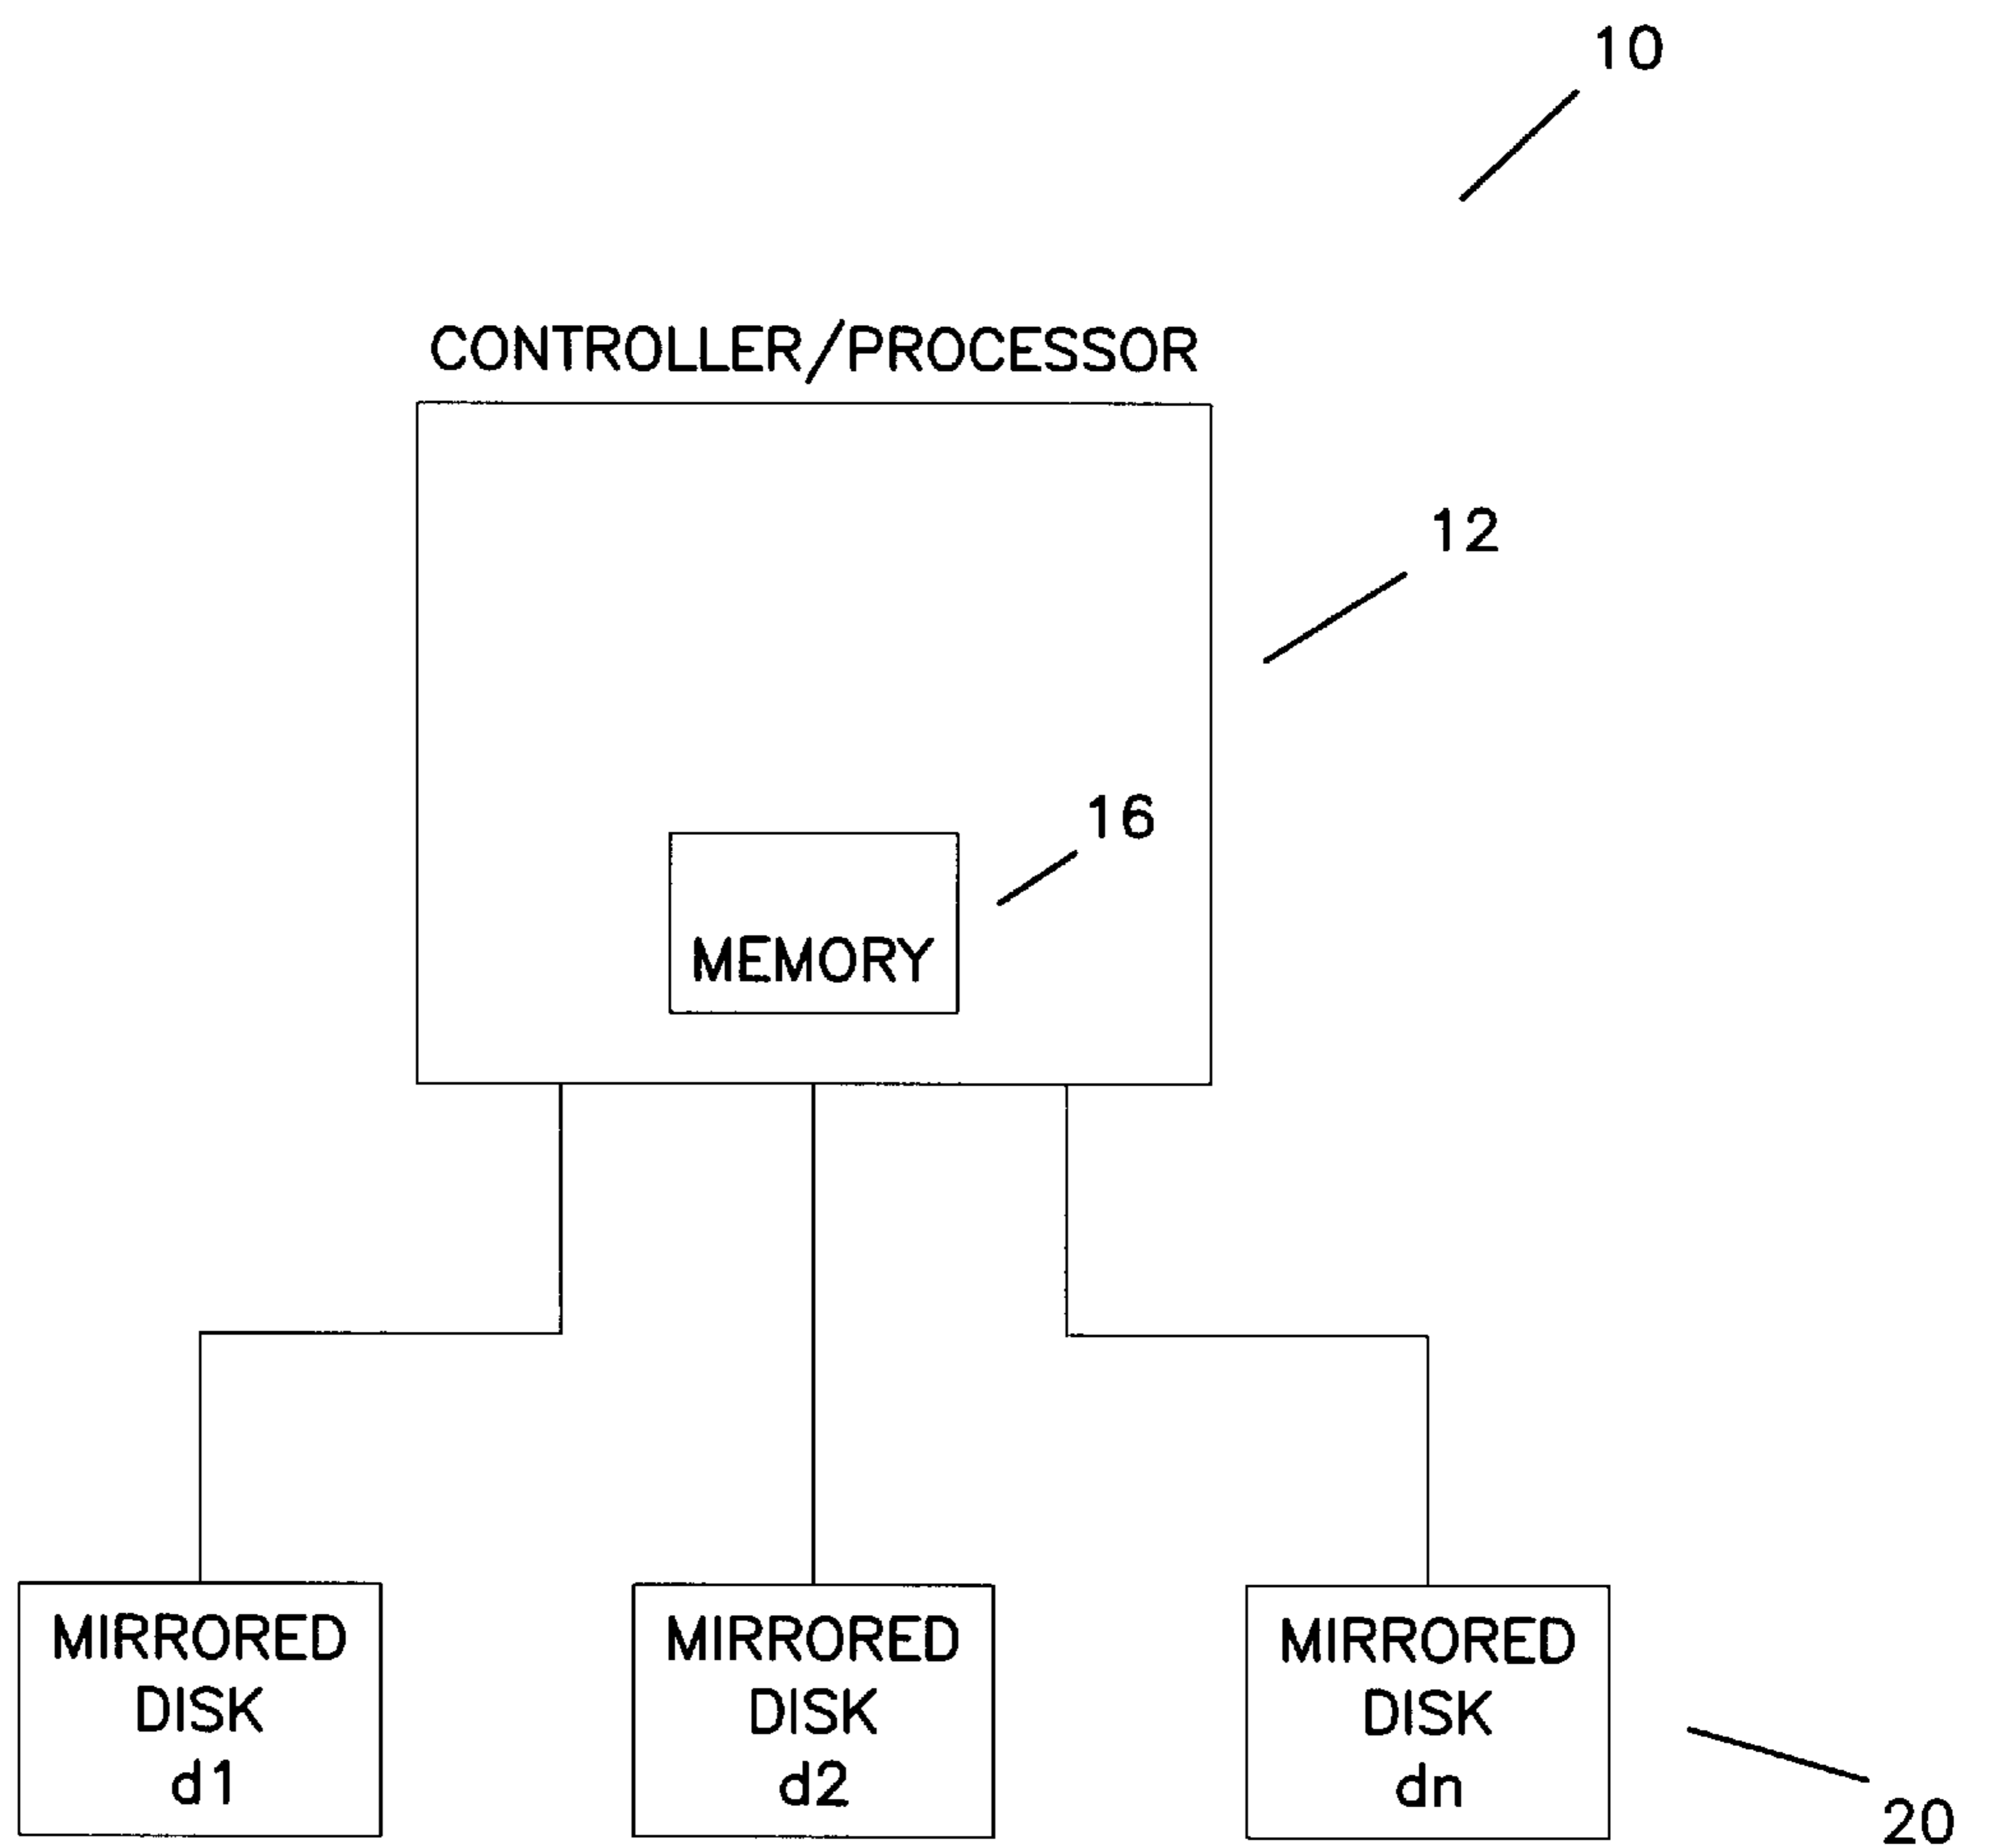 10
CONTROLLER/PROCESSOR
12
16
MEMORY
MIRRORED
DISK
d1
MIRRORED
DISK
d2
MIRRORED
DISK
dn
20